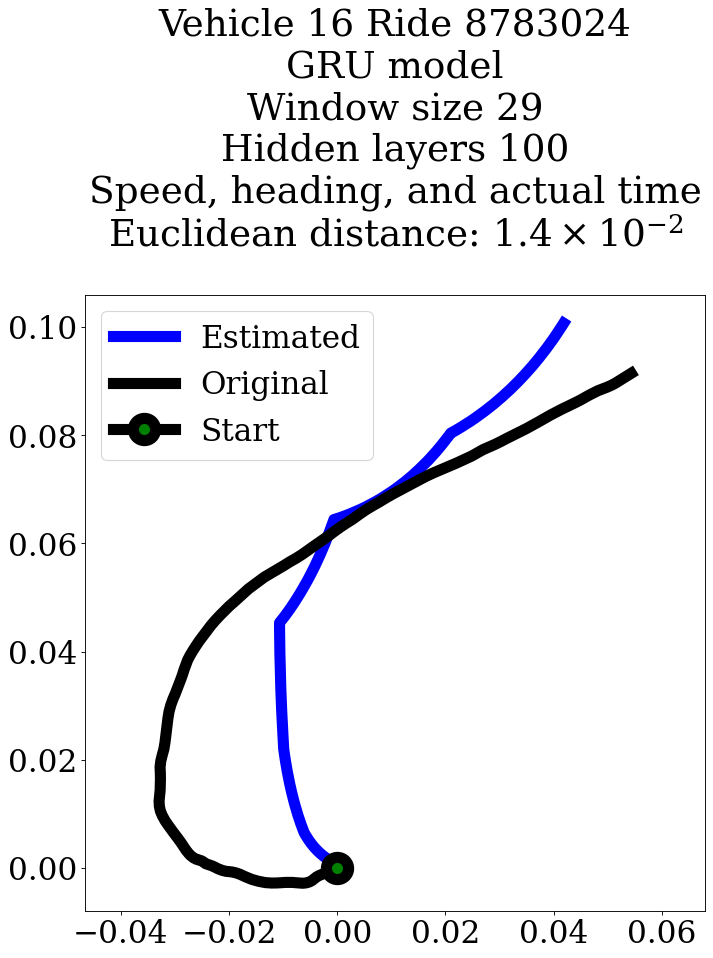 Vehicle 16 Ride 8783024
GRU model
Window size 29
Hidden layers 100
Speed, heading, and actual time
Euclidean distance: 1.4 × 10⁻²
Estimated
Original
Start
0.10
0.08
0.06
0.04
0.02
0.00
−0.04 −0.02 0.00 0.02 0.04 0.06